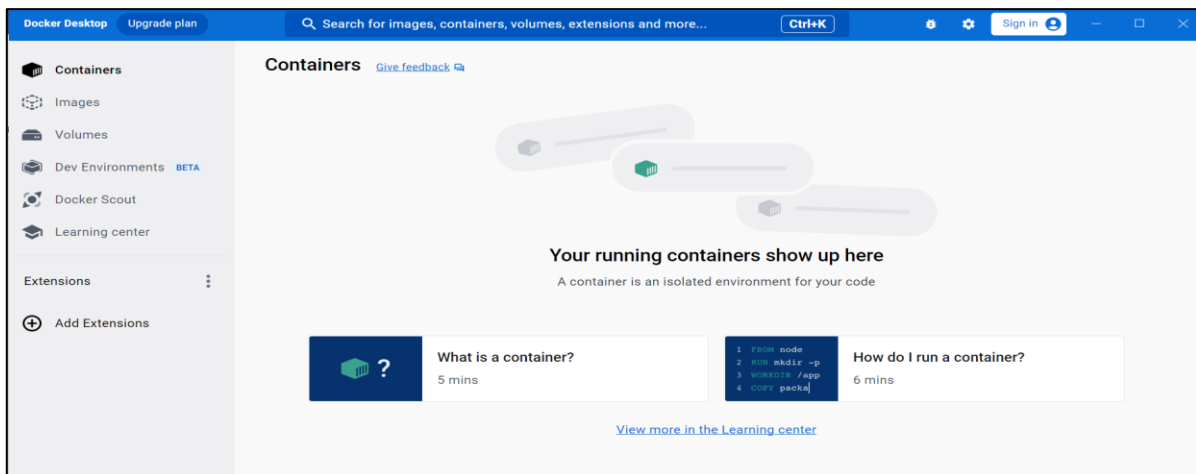 Docker Desktop Upgrade plan Search for images, containers, volumes, extensions and more... Ctrl+K Sign in
Containers
Images
Volumes
Dev Environments BETA
Docker Scout
Learning center
Extensions
Add Extensions
Containers Give feedback
Your running containers show up here
A container is an isolated environment for your code
?
What is a container?
5 mins
1 FROM node
2 RUN mkdir -p
3 WORKDIR /app
4 COPY packa
How do I run a container?
6 mins
View more in the Learning center